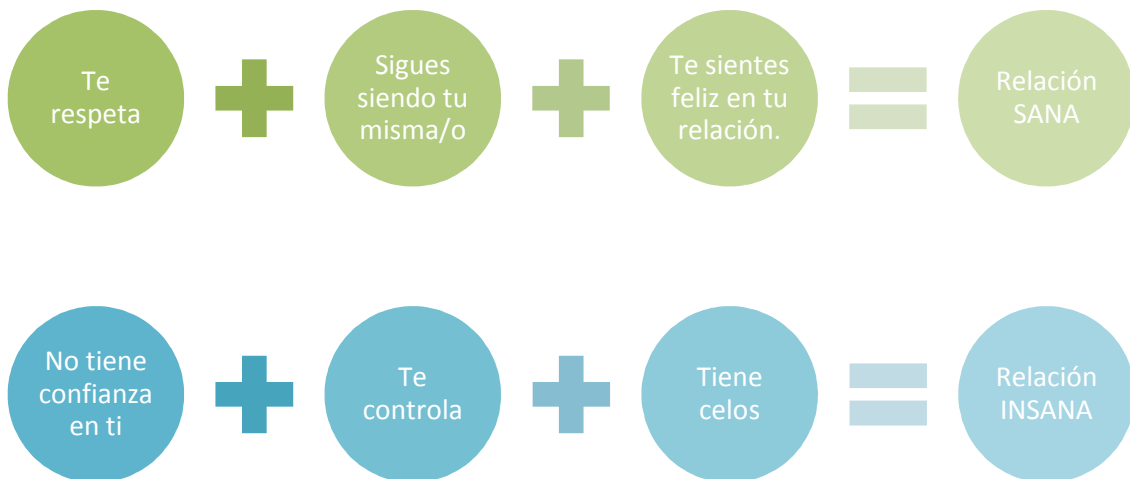 Te
respeta
Sigues
siendo tu
misma/o
Te sientes
feliz en tu
relación.
Relación
SANA
No tiene
confianza
en ti
Te
controla
Tiene
celos
Relación
INSANA